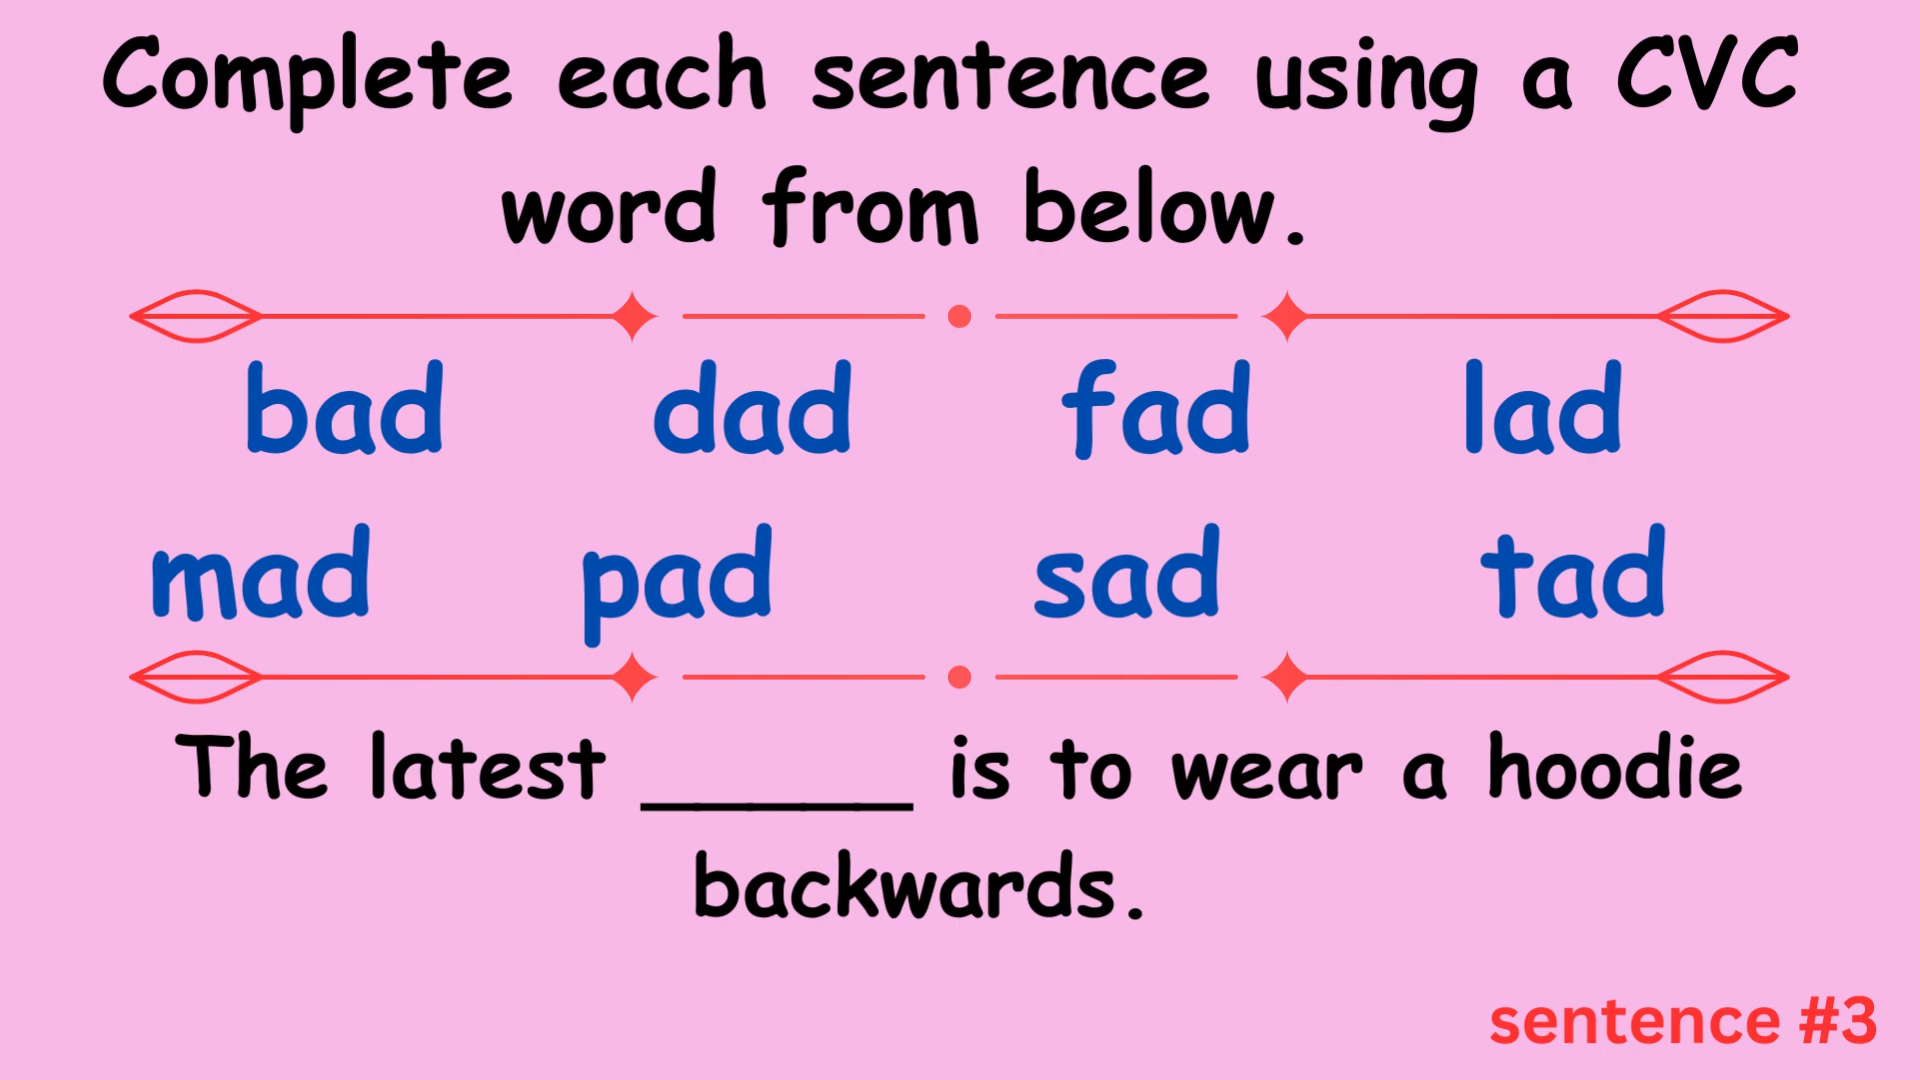 Complete each sentence using a CVC
word from below.
bad dad fad lad
mad pad sad tad
The latest _____ is to wear a hoodie
backwards.
sentence #3